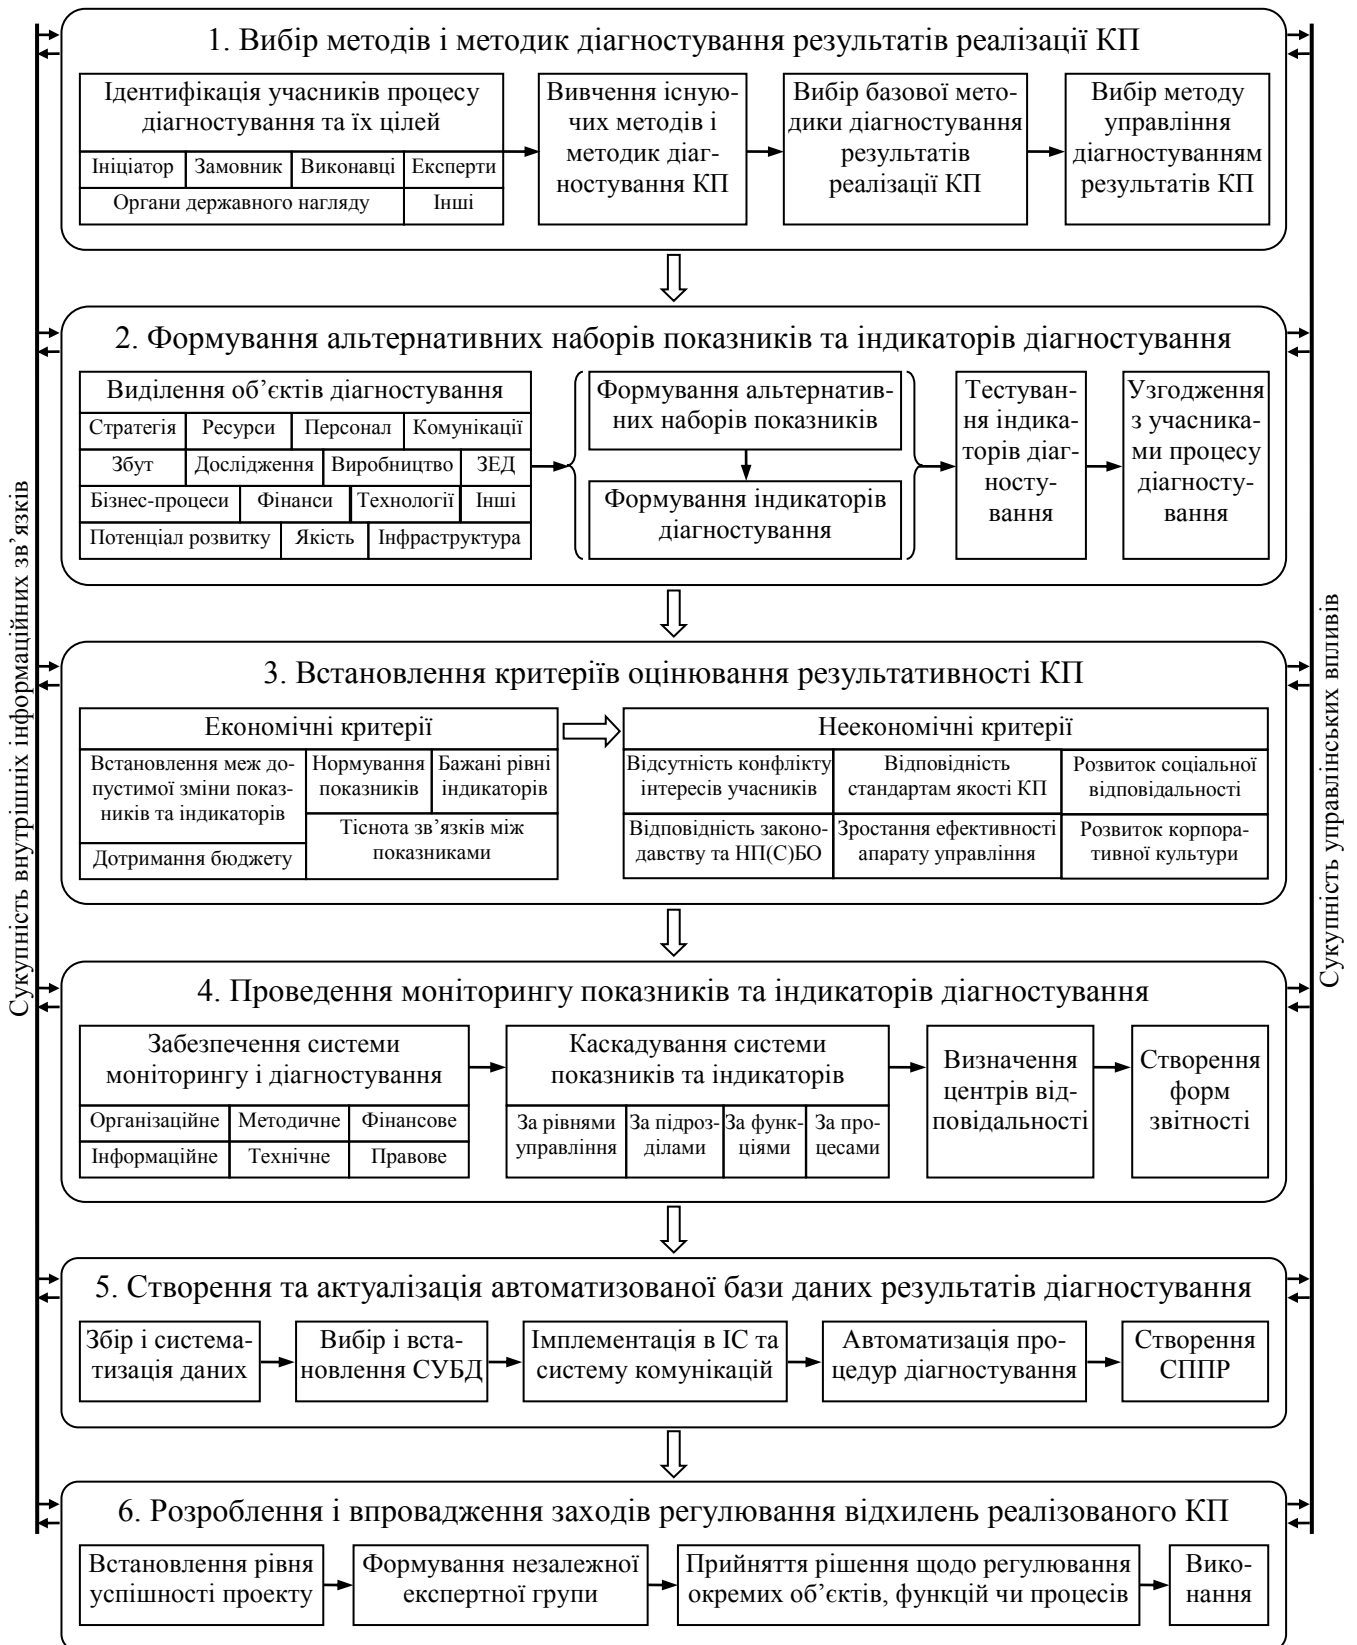 1. Вибір методів і методик діагностування результатів реалізації КП
Ідентифікація учасників процесу
діагностування та їх цілей
Ініціатор
Замовник
Виконавці
Експерти
Органи державного нагляду
Інші
Вивчення існую-
чих методів і
методик діаг-
ностування КП
Вибір базової мето-
дики діагностування
результатів
реалізації КП
Вибір методу
управління
діагностуванням
результатів КП
2. Формування альтернативних наборів показників та індикаторів діагностування
Виділення об’єктів діагностування
Стратегія
Ресурси
Персонал
Комунікації
Збут
Дослідження
Виробництво
ЗЕД
Бізнес-процеси
Фінанси
Технології
Інші
Потенціал розвитку
Якість
Інфраструктура
Формування альтернатив-
них наборів показників
Формування індикаторів
діагностування
Тестуван-
ня індика-
торів діаг-
носту-
вання
Узгодження
з учасника-
ми процесу
діагносту-
вання
3. Встановлення критеріїв оцінювання результативності КП
Економічні критерії
Встановлення меж до-
пустимої зміни показ-
ників та індикаторів
Дотримання бюджету
Нормування
показників
Бажані рівні
індикаторів
Тіснота зв’язків між
показниками
Неекономічні критерії
Відсутність конфлікту
інтересів учасників
Відповідність
стандартам якості КП
Розвиток соціальної
відповідальності
Відповідність законо-
давству та НП(С)БО
Зростання ефективності
апарату управління
Розвиток корпора-
тивної культури
4. Проведення моніторингу показників та індикаторів діагностування
Забезпечення системи
моніторингу і діагностування
Організаційне
Методичне
Фінансове
Інформаційне
Технічне
Правове
Каскадування системи
показників та індикаторів
За рівнями
управління
За підроз-
ділами
За функ-
ціями
За про-
цесами
Визначення
центрів від-
повідальності
Створення
форм
звітності
5. Створення та актуалізація автоматизованої бази даних результатів діагностування
Збір і система-
тизація даних
Вибір і вста-
новлення СУБД
Імплементація в ІС та
систему комунікацій
Автоматизація про-
цедур діагностування
Створення
СППР
6. Розроблення і впровадження заходів регулювання відхилень реалізованого КП
Встановлення рівня
успішності проекту
Формування незалежної
експертної групи
Прийняття рішення щодо регулювання
окремих об’єктів, функцій чи процесів
Вико-
нання
Сукупність внутрішніх інформаційних зв’язків
Сукупність управлінських впливів